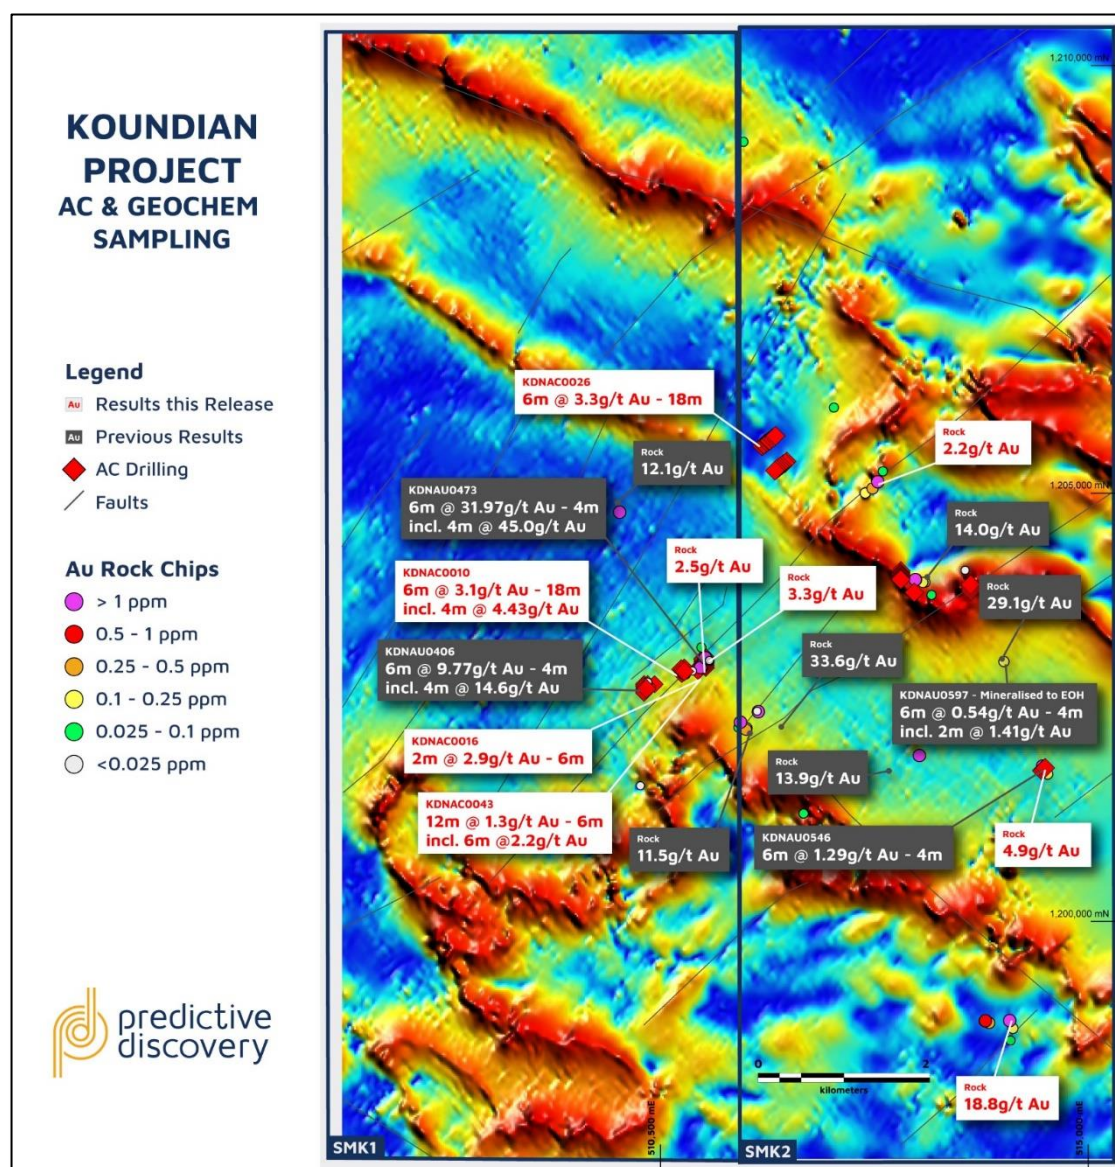 KOUNDIAN
PROJECT
AC & GEOCHEM
SAMPLING
Legend
Au Results this Release
Au Previous Results
AC Drilling
Faults
Au Rock Chips
> 1 ppm
0.5 - 1 ppm
0.25 - 0.5 ppm
0.1 - 0.25 ppm
0.025 - 0.1 ppm
<0.025 ppm
predictive
discovery
1,210,000 mN
KDNAC0026
6m @ 3.3g/t Au - 18m
Rock
12.1g/t Au
Rock
2.2g/t Au
KDNAU0473
6m @ 31.97g/t Au - 4m
incl. 4m @ 45.0g/t Au
1,205,000 mN
Rock
14.0g/t Au
Rock
2.5g/t Au
KDNAC0010
6m @ 3.1g/t Au - 18m
incl. 4m @ 4.43g/t Au
Rock
3.3g/t Au
Rock
29.1g/t Au
KDNAU0406
6m @ 9.77g/t Au - 4m
incl. 4m @ 14.6g/t Au
Rock
33.6g/t Au
KDNAU0597 - Mineralised to EOH
6m @ 0.54g/t Au - 4m
incl. 2m @ 1.41g/t Au
KDNAC0016
2m @ 2.9g/t Au - 6m
Rock
13.9g/t Au
KDNAC0043
12m @ 1.3g/t Au - 6m
incl. 6m @2.2g/t Au
Rock
11.5g/t Au
KDNAU0546
6m @ 1.29g/t Au - 4m
Rock
4.9g/t Au
1,200,000 mN
0 2
kilometers
Rock
18.8g/t Au
510,500 mE
515,000 mE
SMK1
SMK2